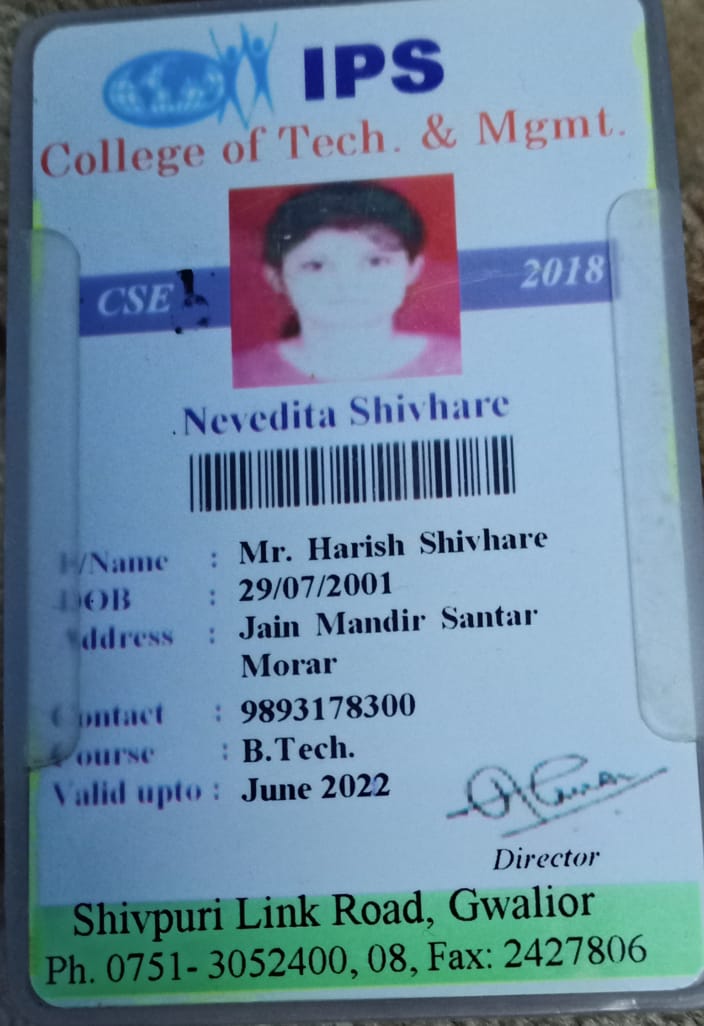 IPS
College of Tech. & Mgmt.
CSE
2018
Nevedita Shivhare
F/Name : Mr. Harish Shivhare
DOB : 29/07/2001
Address : Jain Mandir Santar
Morar
Contact : 9893178300
Course : B.Tech.
Valid upto : June 2022
Director
Shivpuri Link Road, Gwalior
Ph. 0751- 3052400, 08, Fax: 2427806